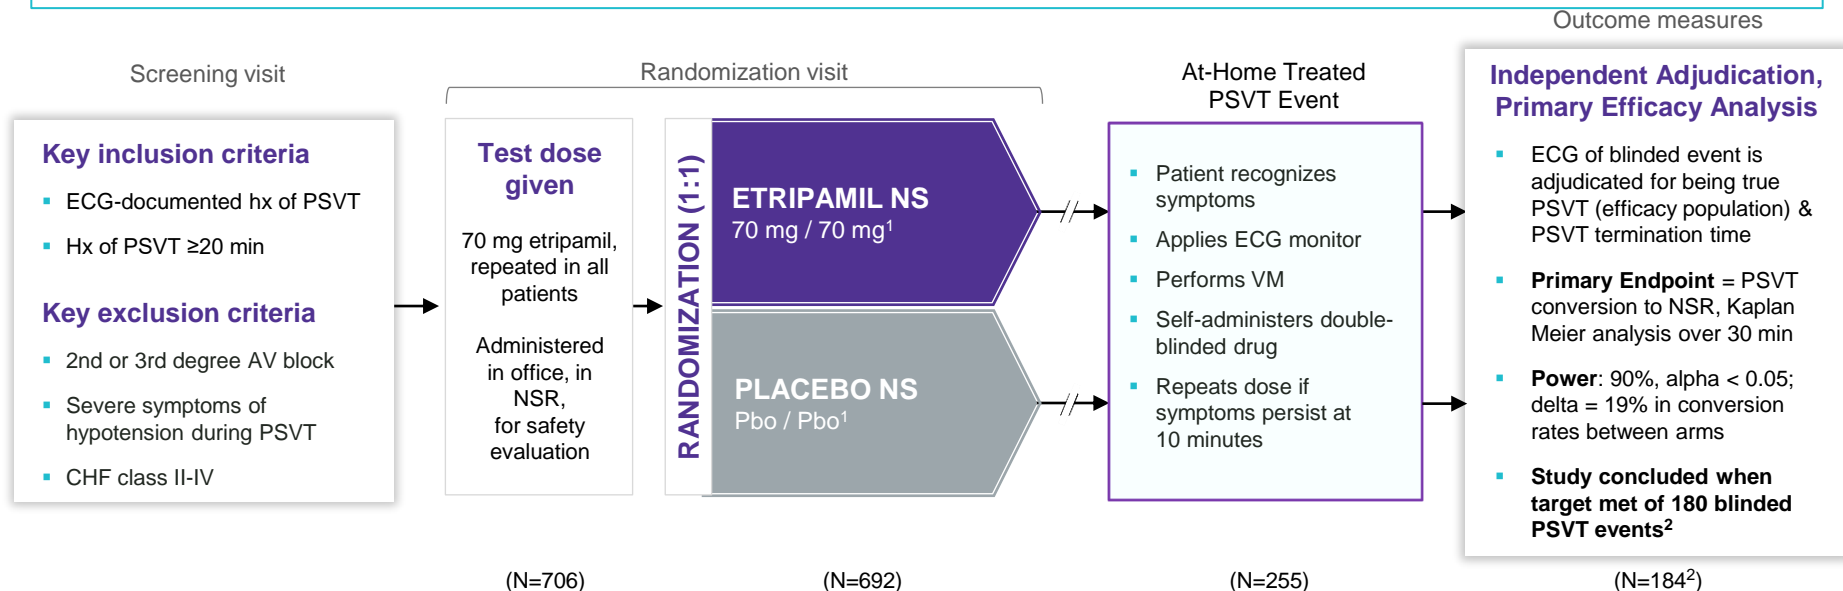 Outcome measures
Screening visit
Randomization visit
At-Home Treated
PSVT Event
Key inclusion criteria
▪ ECG-documented hx of PSVT
▪ Hx of PSVT ≥20 min
Key exclusion criteria
▪ 2nd or 3rd degree AV block
▪ Severe symptoms of
hypotension during PSVT
▪ CHF class II-IV
Test dose
given
70 mg etripamil,
repeated in all
patients
Administered
in office, in
NSR,
for safety
evaluation
(N=706)
RANDOMIZATION (1:1)
ETRIPAMIL NS
70 mg / 70 mg¹
PLACEBO NS
Pbo / Pbo¹
(N=692)
▪ Patient recognizes
symptoms
▪ Applies ECG monitor
▪ Performs VM
▪ Self-administers double-
blinded drug
▪ Repeats dose if
symptoms persist at
10 minutes
(N=255)
Independent Adjudication,
Primary Efficacy Analysis
▪ ECG of blinded event is
adjudicated for being true
PSVT (efficacy population) &
PSVT termination time
▪ Primary Endpoint = PSVT
conversion to NSR, Kaplan
Meier analysis over 30 min
▪ Power: 90%, alpha < 0.05;
delta = 19% in conversion
rates between arms
▪ Study concluded when
target met of 180 blinded
PSVT events²
(N=184²)